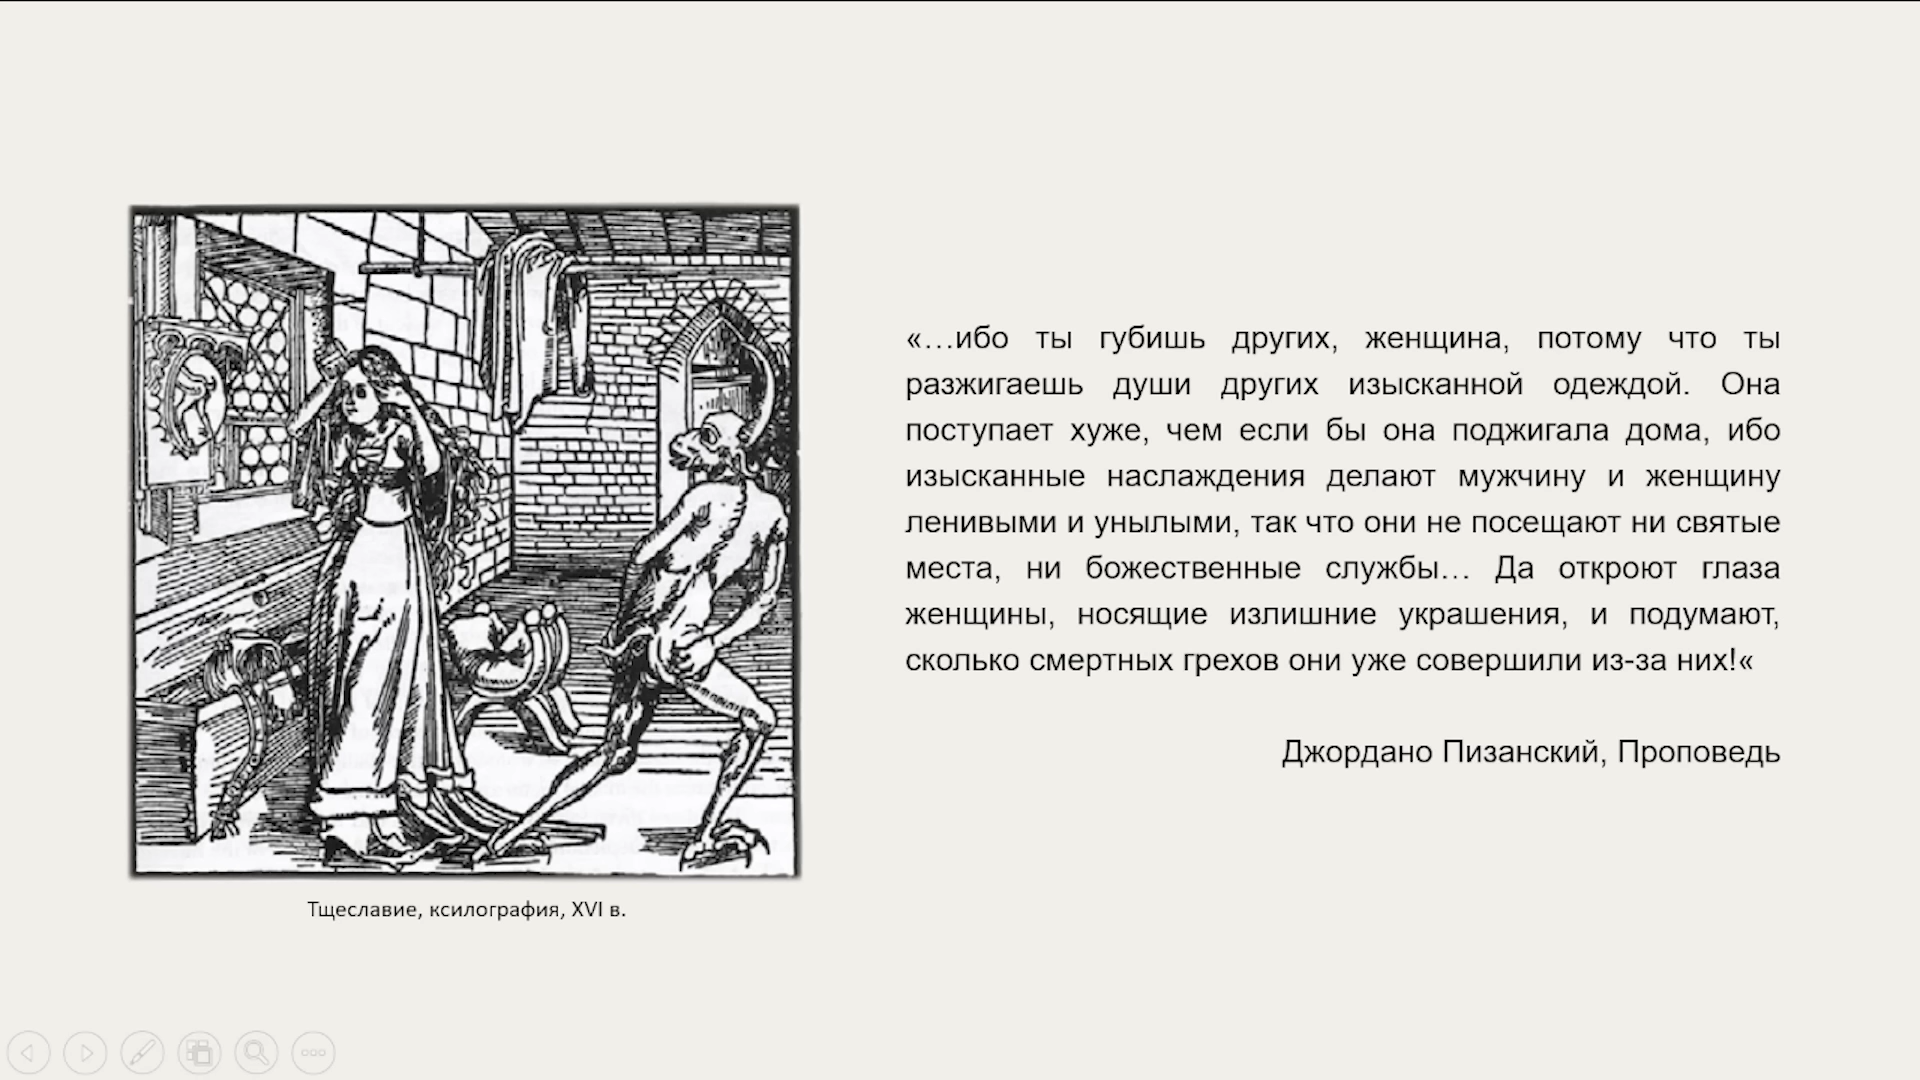 «…ибо ты губишь других, женщина, потому что ты
разжигаешь души других изысканной одеждой. Она
поступает хуже, чем если бы она поджигала дома, ибо
изысканные наслаждения делают мужчину и женщину
ленивыми и унылыми, так что они не посещают ни святые
места, ни божественные службы… Да откроют глаза
женщины, носящие излишние украшения, и подумают,
сколько смертных грехов они уже совершили из-за них!«
Джордано Пизанский, Проповедь
Тщеславие, ксилография, XVI в.